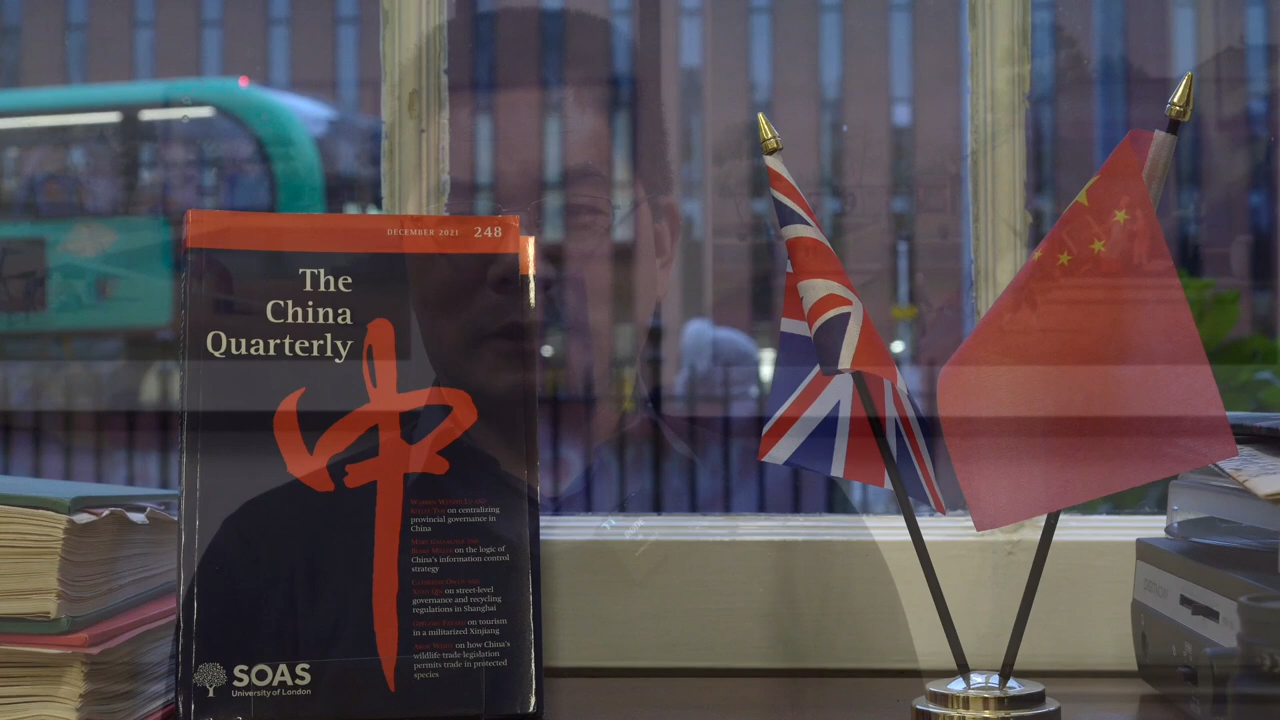 DECEMBER 2021 248
The
China
Quarterly
中
on centralizing
provincial governance in
China
on the logic of
China's information control
strategy
on street-level
governance and recycling
regulations in Shanghai
on tourism
in a militarized Xinjiang
on how China's
wildlife trade legislation
permits trade in protected
species
SOAS
University of London